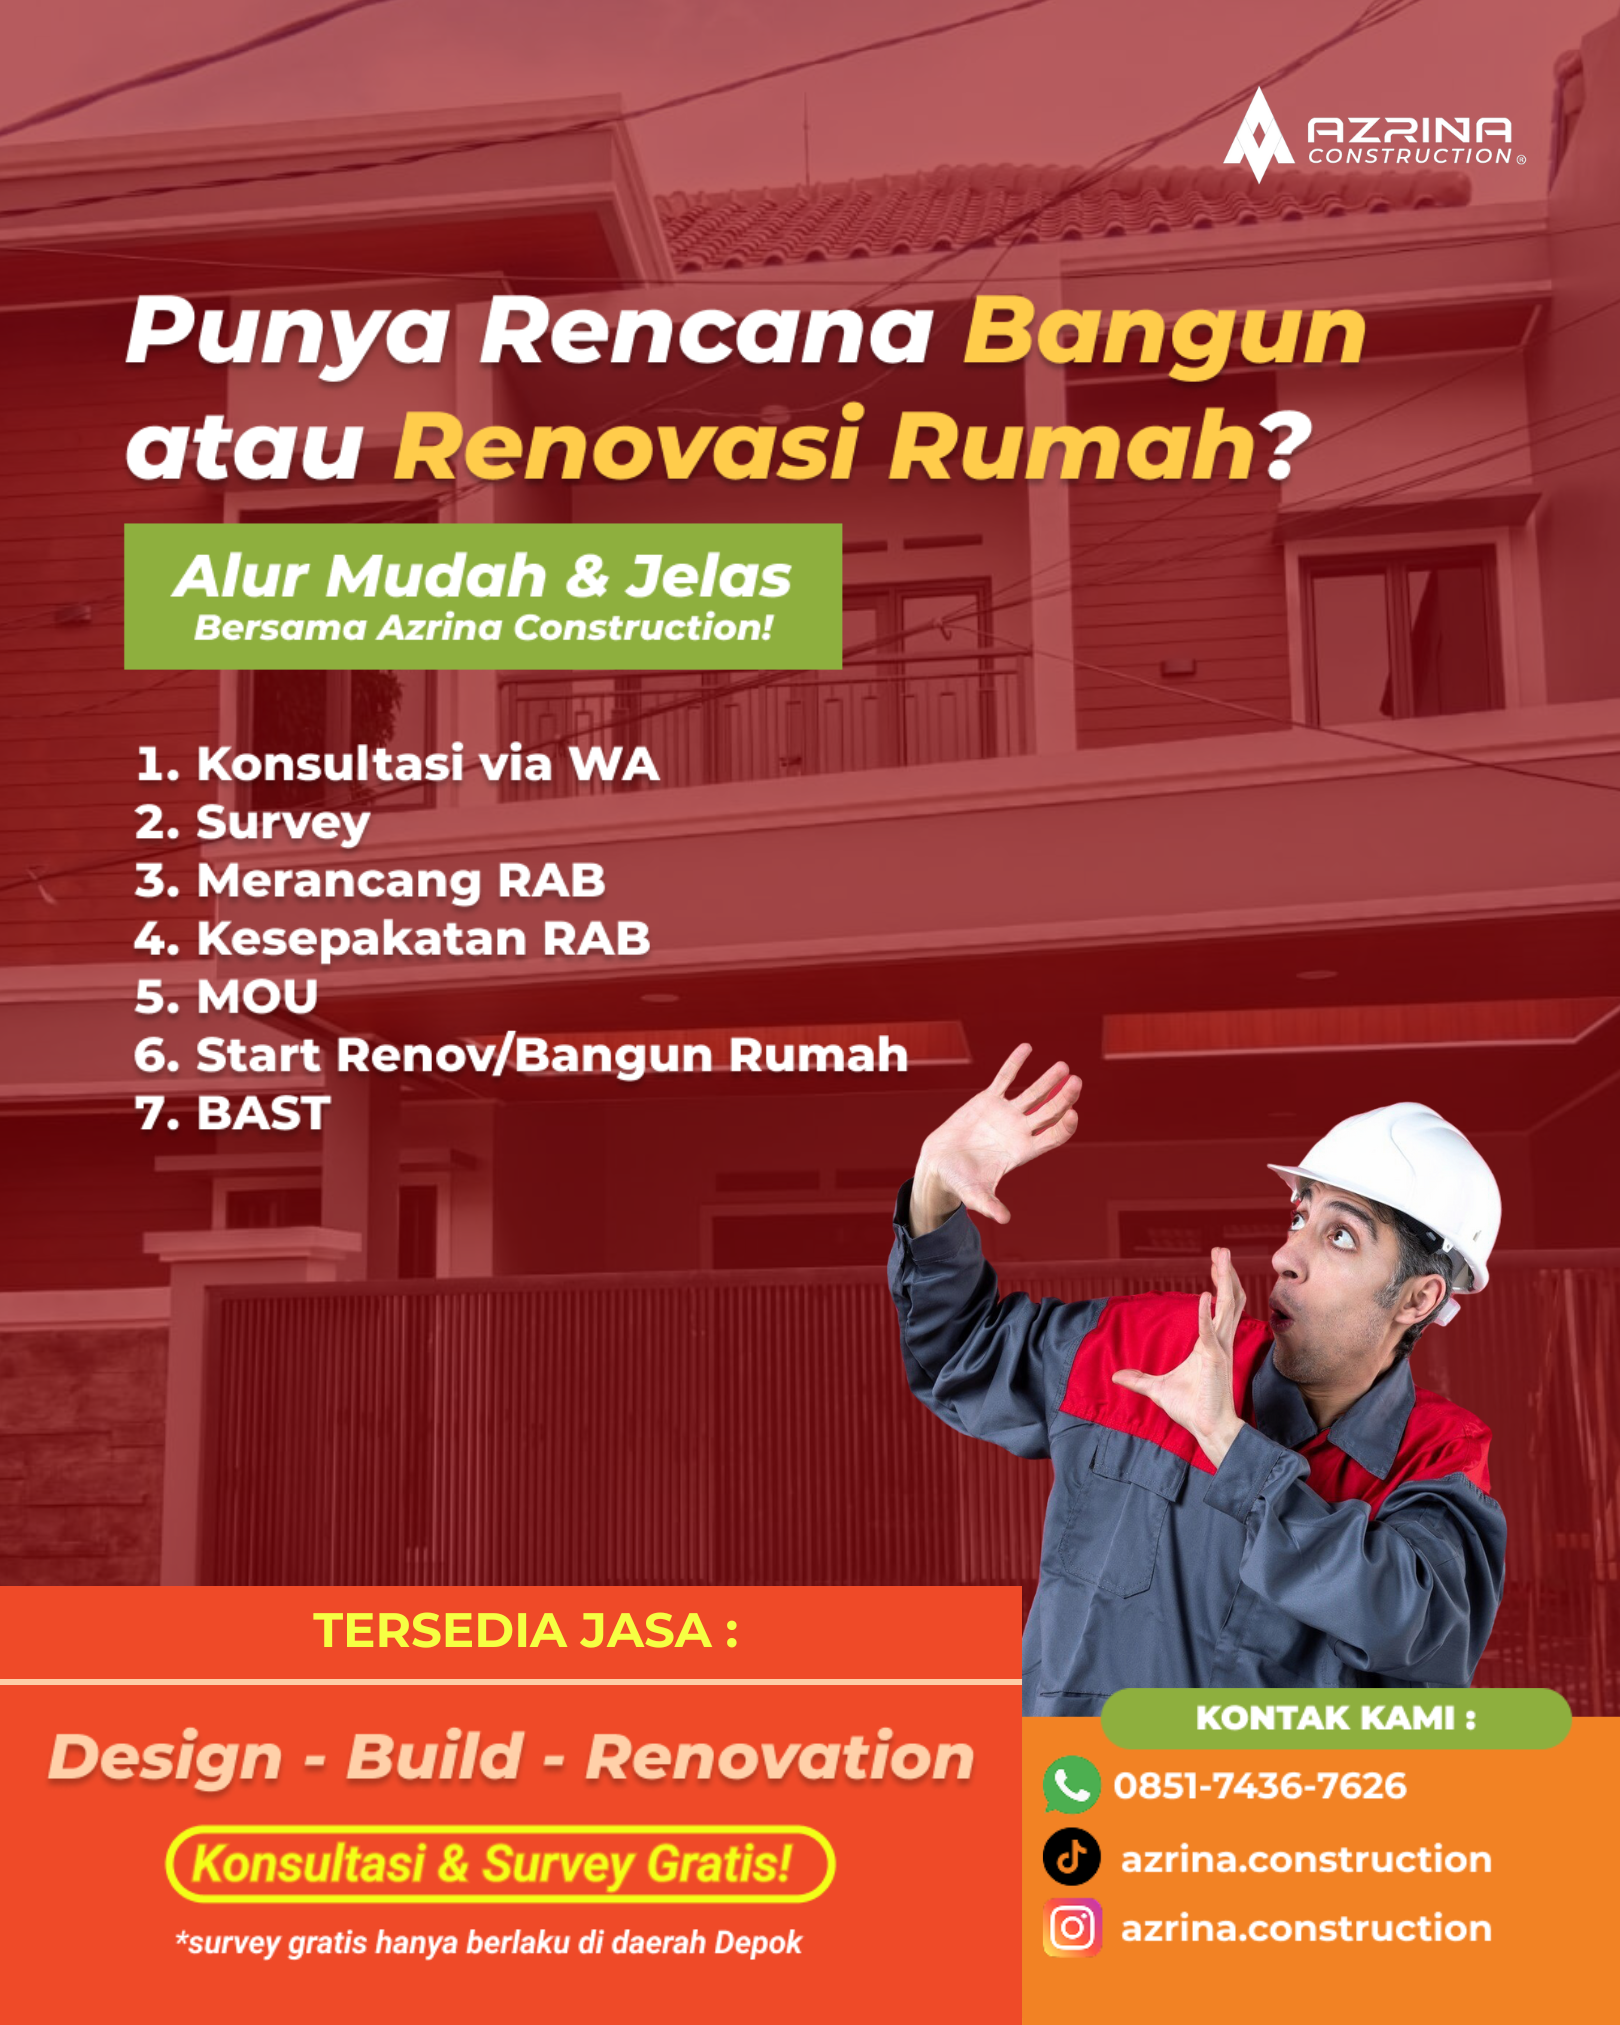 AZRINA
CONSTRUCTION®
Punya Rencana Bangun
atau Renovasi Rumah?
Alur Mudah & Jelas
Bersama Azrina Construction!
1. Konsultasi via WA
2. Survey
3. Merancang RAB
4. Kesepakatan RAB
5. MOU
6. Start Renov/Bangun Rumah
7. BAST
TERSEDIA JASA :
Design - Build - Renovation
Konsultasi & Survey Gratis!
*survey gratis hanya berlaku di daerah Depok
KONTAK KAMI :
0851-7436-7626
azrina.construction
azrina.construction